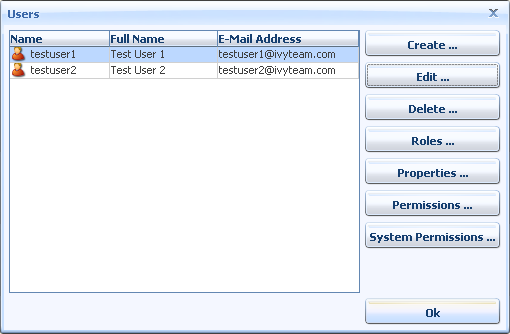 Users
Name Full Name E-Mail Address
testuser1 Test User 1 testuser1@ivyteam.com
testuser2 Test User 2 testuser2@ivyteam.com
Create ...
Edit ...
Delete ...
Roles ...
Properties ...
Permissions ...
System Permissions ...
Ok